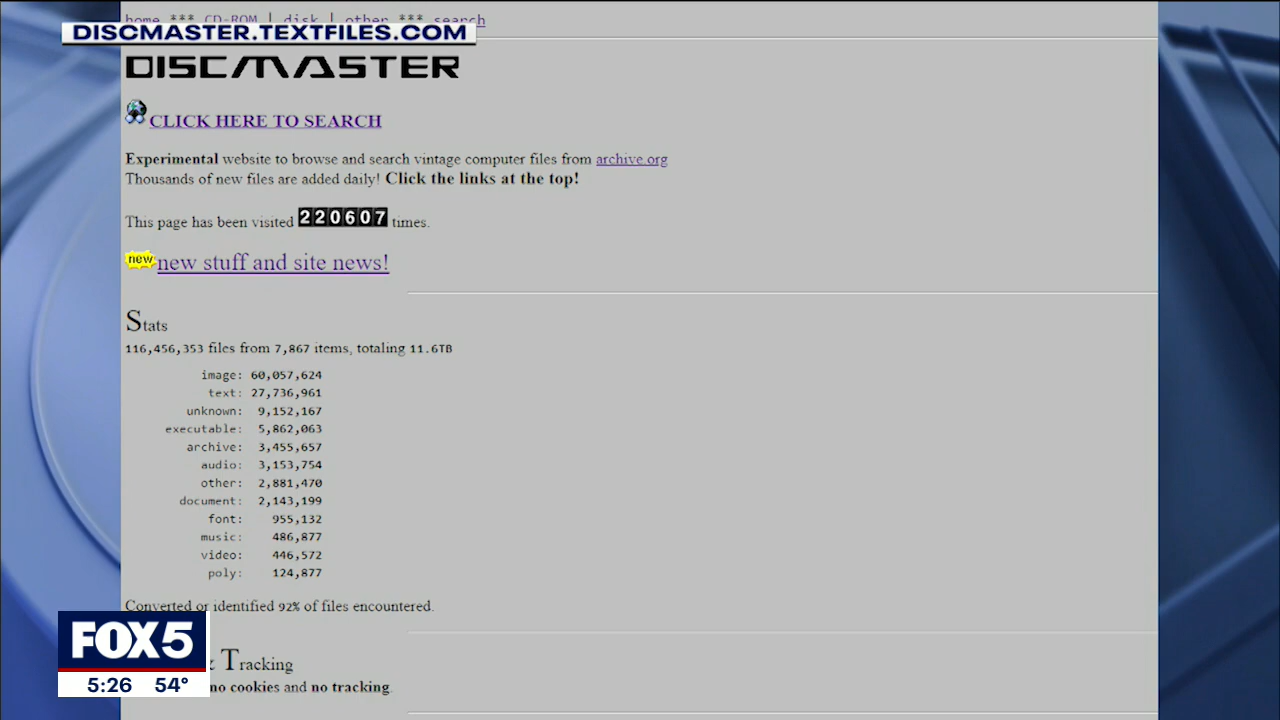 home *** CD-ROM | disk | other *** search
DISCMASTER.TEXTFILES.COM
DISCMASTER
CLICK HERE TO SEARCH
Experimental website to browse and search vintage computer files from archive.org
Thousands of new files are added daily! Click the links at the top!
This page has been visited 220607 times.
new new stuff and site news!
Stats
116,456,353 files from 7,867 items, totaling 11.6TB
image: 60,057,624
text: 27,736,961
unknown: 9,152,167
executable: 5,862,063
archive: 3,455,657
audio: 3,153,754
other: 2,881,470
document: 2,143,199
font: 955,132
music: 486,877
video: 446,572
poly: 124,877
Converted or identified 92% of files encountered.
Tracking
no cookies and no tracking.
FOX5
5:26 54°